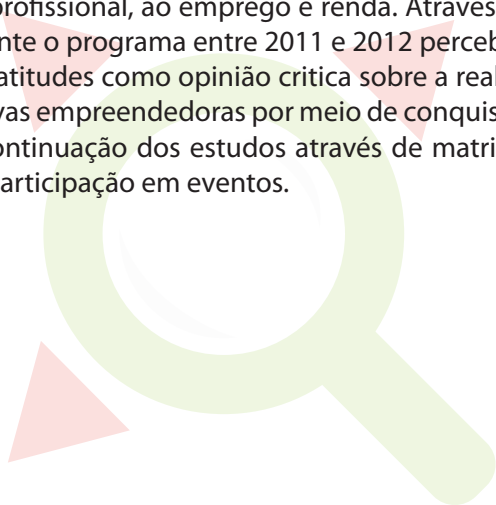 profissional, ao emprego e renda. Através
nte o programa entre 2011 e 2012 perceb
atitudes como opinião critica sobre a real
vas empreendedoras por meio de conquis
ontinuação dos estudos através de matri
articipação em eventos.